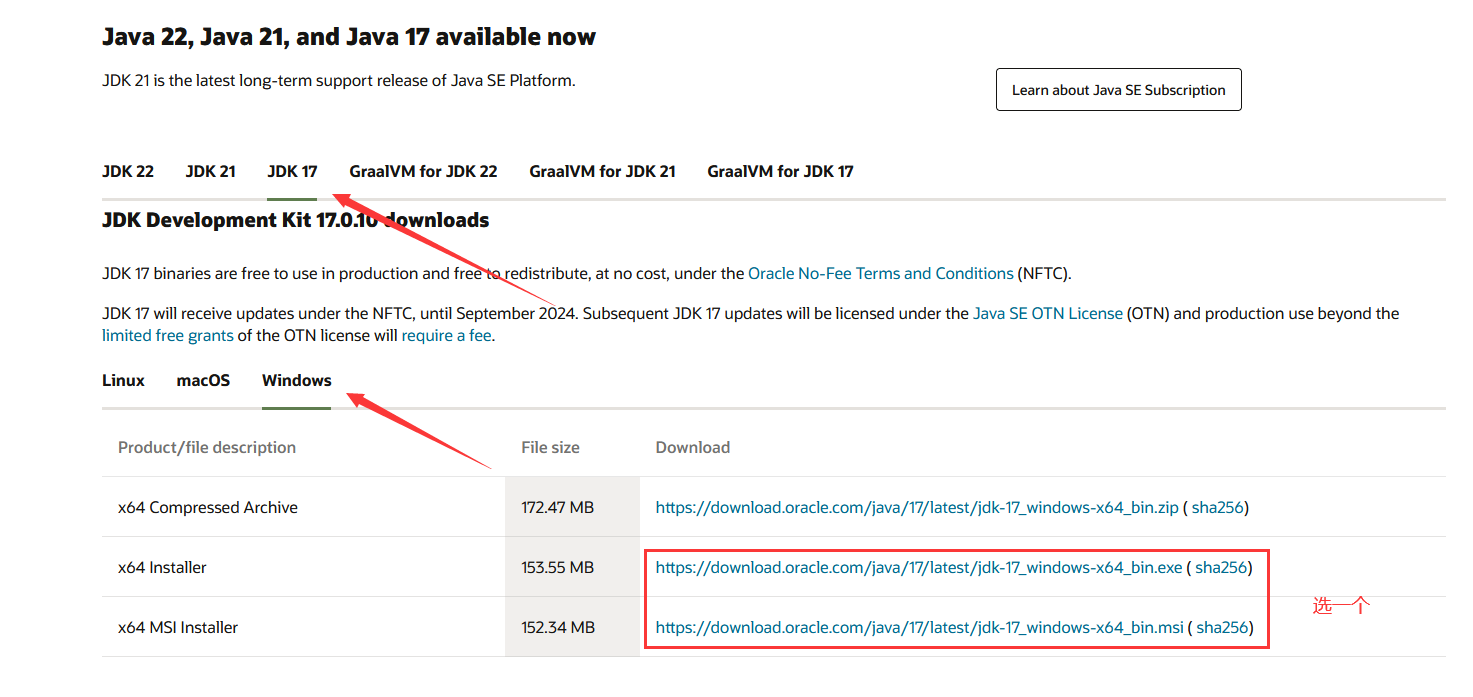 Java 22, Java 21, and Java 17 available now
JDK 21 is the latest long-term support release of Java SE Platform.
Learn about Java SE Subscription
JDK 22 JDK 21 JDK 17 GraalVM for JDK 22 GraalVM for JDK 21 GraalVM for JDK 17
JDK Development Kit 17.0.10 downloads
JDK 17 binaries are free to use in production and free to redistribute, at no cost, under the Oracle No-Fee Terms and Conditions (NFTC).
JDK 17 will receive updates under the NFTC, until September 2024. Subsequent JDK 17 updates will be licensed under the Java SE OTN License (OTN) and production use beyond the
limited free grants of the OTN license will require a fee.
Linux macOS Windows
Product/file description File size Download
x64 Compressed Archive 172.47 MB https://download.oracle.com/java/17/latest/jdk-17_windows-x64_bin.zip ( sha256)
x64 Installer 153.55 MB https://download.oracle.com/java/17/latest/jdk-17_windows-x64_bin.exe ( sha256)
选一个
x64 MSI Installer 152.34 MB https://download.oracle.com/java/17/latest/jdk-17_windows-x64_bin.msi ( sha256)